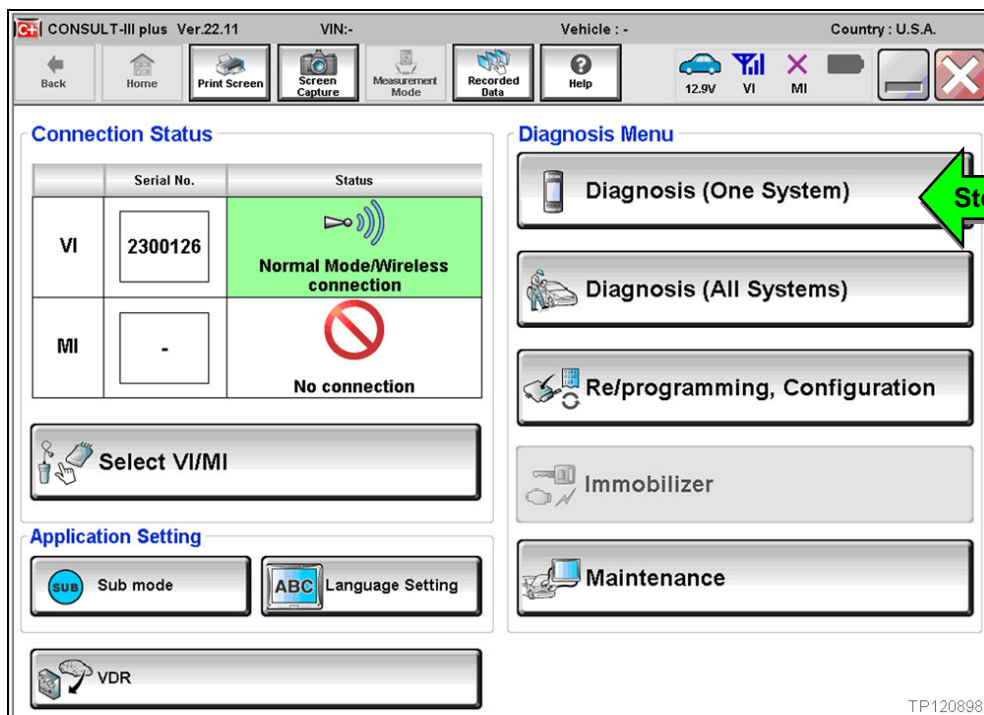 CONSULT-III plus Ver.22.11 VIN:- Vehicle : - Country : U.S.A.
Back Home Print Screen Screen Capture Measurement Mode Recorded Data Help 12.9V VI MI
Connection Status
Serial No. Status
VI 2300126 Normal Mode/Wireless
connection
MI - No connection
Select VI/MI
Application Setting
SUB Sub mode ABC Language Setting
VDR
Diagnosis Menu
Diagnosis (One System)
Diagnosis (All Systems)
Re/programming, Configuration
Immobilizer
Maintenance
TP120898